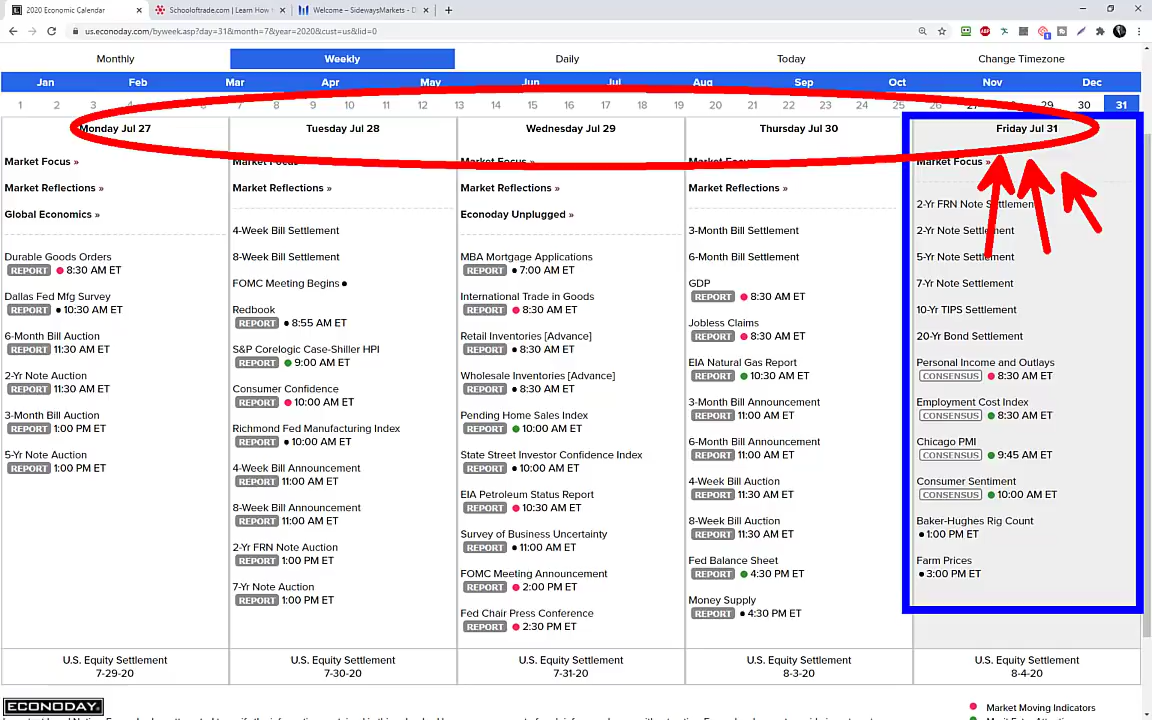 2020 Economic Calendar
Schooloftrade.com | Learn How
Welcome – SidewaysMarkets - D
us.econoday.com/byweek.asp?day=31&month=7&year=2020&cust=us&lid=0
Monthly Weekly Daily Today Change Timezone
Jan Feb Mar Apr May Jun Jul Aug Sep Oct Nov Dec
1 2 3 4 5 6 7 8 9 10 11 12 13 14 15 16 17 18 19 20 21 22 23 24 25 26 27 28 29 30 31
Monday Jul 27
Market Focus »
Market Reflections »
Global Economics »
Durable Goods Orders
REPORT 8:30 AM ET
Dallas Fed Mfg Survey
REPORT 10:30 AM ET
6-Month Bill Auction
REPORT 11:30 AM ET
2-Yr Note Auction
REPORT 11:30 AM ET
3-Month Bill Auction
REPORT 1:00 PM ET
5-Yr Note Auction
REPORT 1:00 PM ET
U.S. Equity Settlement
7-29-20
Tuesday Jul 28
Market Focus »
Market Reflections »
4-Week Bill Settlement
8-Week Bill Settlement
FOMC Meeting Begins
Redbook
REPORT 8:55 AM ET
S&P Corelogic Case-Shiller HPI
REPORT 9:00 AM ET
Consumer Confidence
REPORT 10:00 AM ET
Richmond Fed Manufacturing Index
REPORT 10:00 AM ET
4-Week Bill Announcement
REPORT 11:00 AM ET
8-Week Bill Announcement
REPORT 11:00 AM ET
2-Yr FRN Note Auction
REPORT 1:00 PM ET
7-Yr Note Auction
REPORT 1:00 PM ET
U.S. Equity Settlement
7-30-20
Wednesday Jul 29
Market Focus »
Market Reflections »
Econoday Unplugged »
MBA Mortgage Applications
REPORT 7:00 AM ET
International Trade in Goods
REPORT 8:30 AM ET
Retail Inventories [Advance]
REPORT 8:30 AM ET
Wholesale Inventories [Advance]
REPORT 8:30 AM ET
Pending Home Sales Index
REPORT 10:00 AM ET
State Street Investor Confidence Index
REPORT 10:00 AM ET
EIA Petroleum Status Report
REPORT 10:30 AM ET
Survey of Business Uncertainty
REPORT 11:00 AM ET
FOMC Meeting Announcement
REPORT 2:00 PM ET
Fed Chair Press Conference
REPORT 2:30 PM ET
U.S. Equity Settlement
7-31-20
Thursday Jul 30
Market Focus »
Market Reflections »
3-Month Bill Settlement
6-Month Bill Settlement
GDP
REPORT 8:30 AM ET
Jobless Claims
REPORT 8:30 AM ET
EIA Natural Gas Report
REPORT 10:30 AM ET
3-Month Bill Announcement
REPORT 11:00 AM ET
6-Month Bill Announcement
REPORT 11:00 AM ET
4-Week Bill Auction
REPORT 11:30 AM ET
8-Week Bill Auction
REPORT 11:30 AM ET
Fed Balance Sheet
REPORT 4:30 PM ET
Money Supply
REPORT 4:30 PM ET
U.S. Equity Settlement
8-3-20
Friday Jul 31
Market Focus »
2-Yr FRN Note Settlement
2-Yr Note Settlement
5-Yr Note Settlement
7-Yr Note Settlement
10-Yr TIPS Settlement
20-Yr Bond Settlement
Personal Income and Outlays
CONSENSUS 8:30 AM ET
Employment Cost Index
CONSENSUS 8:30 AM ET
Chicago PMI
CONSENSUS 9:45 AM ET
Consumer Sentiment
CONSENSUS 10:00 AM ET
Baker-Hughes Rig Count
1:00 PM ET
Farm Prices
3:00 PM ET
U.S. Equity Settlement
8-4-20
ECONODAY
Market Moving Indicators